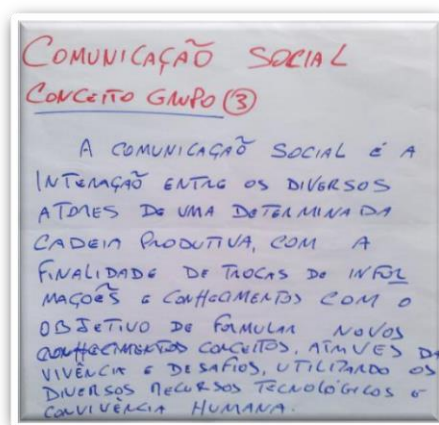 COMUNICAÇÃO SOCIAL
CONCEITO GRUPO (3)
A COMUNICAÇÃO SOCIAL É A
INTERAÇÃO ENTRE OS DIVERSOS
ATORES DE UMA DETERMINADA
CADEIA PRODUTIVA, COM A
FINALIDADE DE TROCAS DE INFOR
MAÇÕES E CONHECIMENTOS COM O
OBJETIVO DE FORMULAR NOVOS
CONHECIMENTOS CONCEITOS, ATRAVES DA
VIVÊNCIA E DESAFIOS, UTILIZANDO OS
DIVERSOS RECURSOS TECNOLÓGICOS E
CONVIVÊNCIA HUMANA.